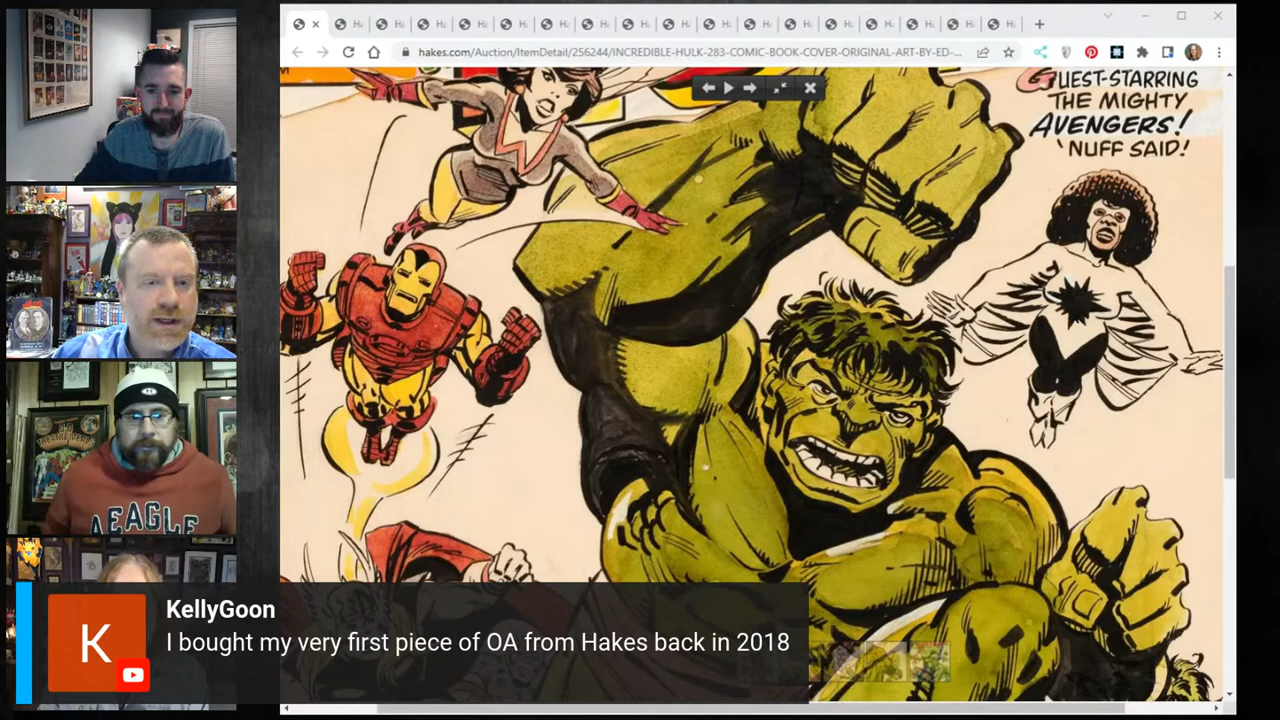 hakes.com/Auction/ItemDetail/256244/INCREDIBLE-HULK-283-COMIC-BOOK-COVER-ORIGINAL-ART-BY-ED-...
GUEST-STARRING
THE MIGHTY
AVENGERS!
'NUFF SAID!
AEAGLE
K
KellyGoon
I bought my very first piece of OA from Hakes back in 2018